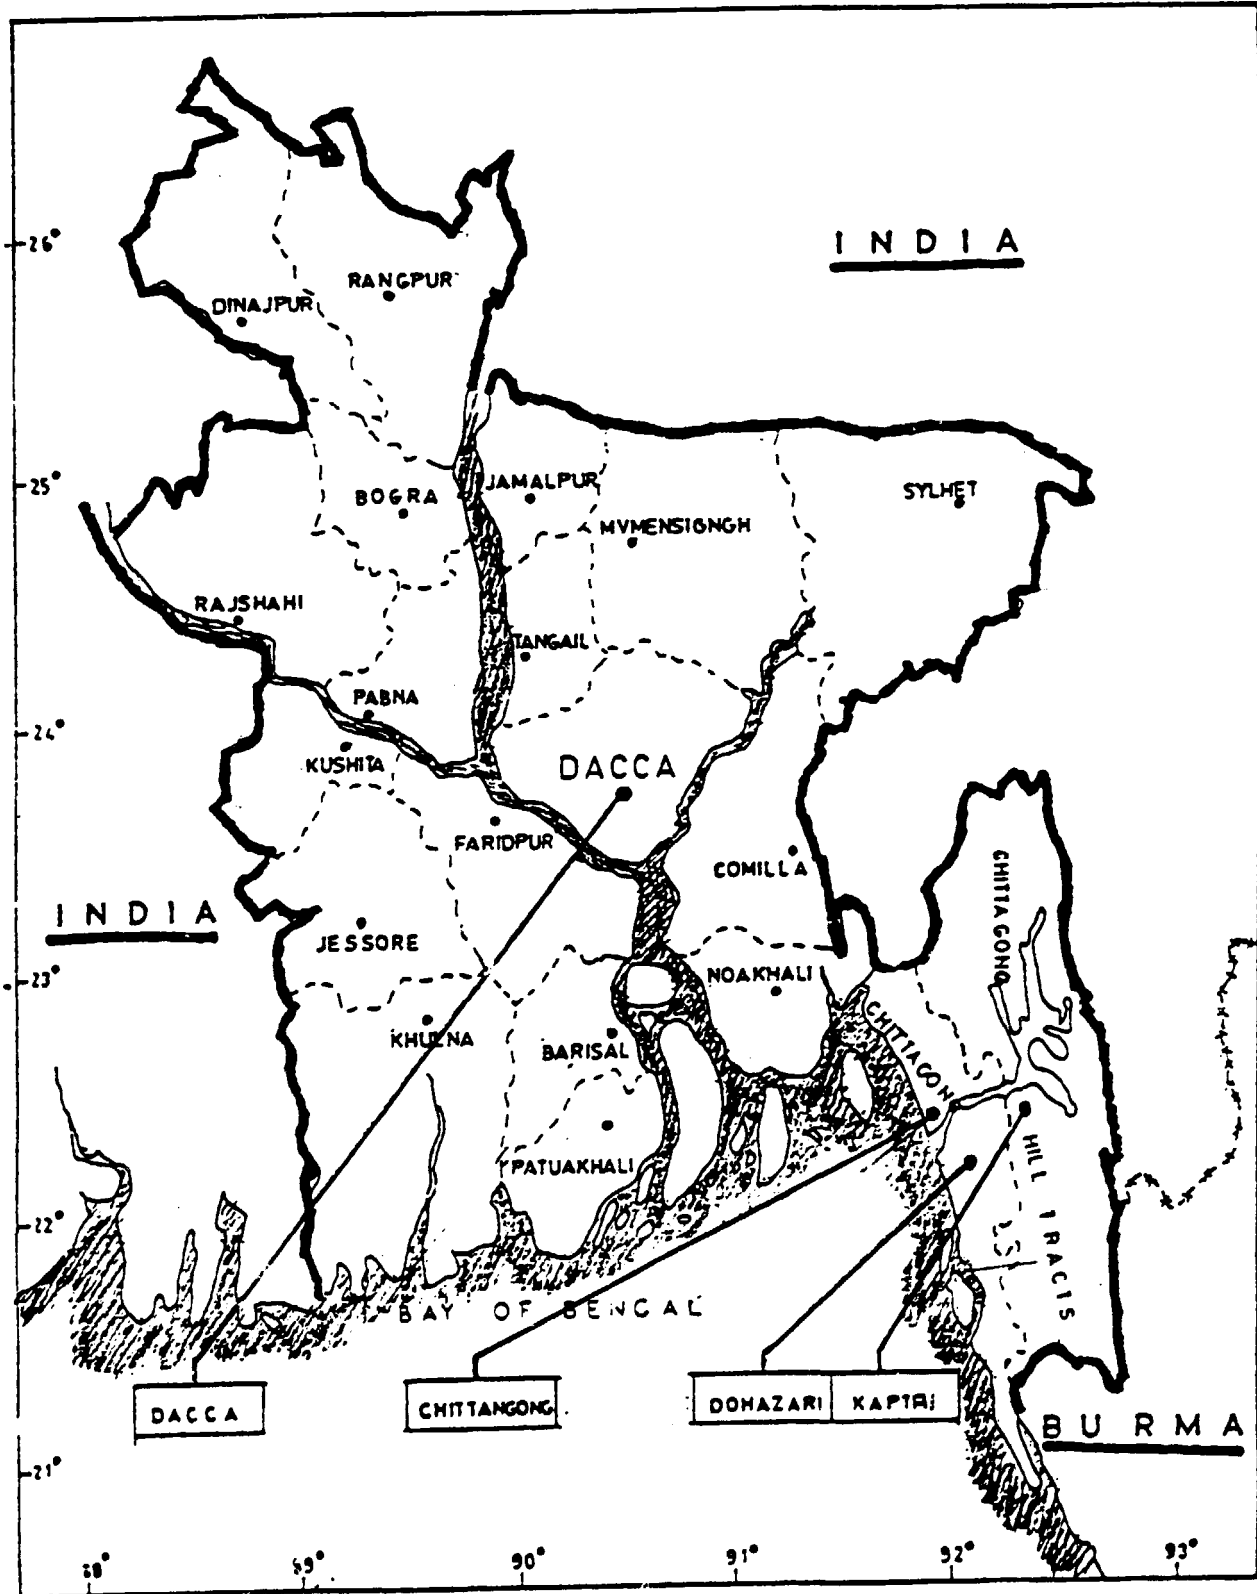 INDIA
26°
RANGPUR
DINAJPUR
25°
BOGRA
JAMALPUR
SYLHET
MVMENSIGNGH
RAJSHAHI
TANGAIL
PABNA
24°
KUSHITA
DACCA
FARIDPUR
COMILLA
CHITTAGONG
INDIA
JESSORE
23°
NOAKHALI
KHULNA
BARISAL
CHITTAGON
PATUAKHALI
HILL TRACTS
22°
BAY OF BENGAL
DACCA
CHITTANGONG
DOHAZARI
BURMA
21°
89°
90°
91°
92°
93°